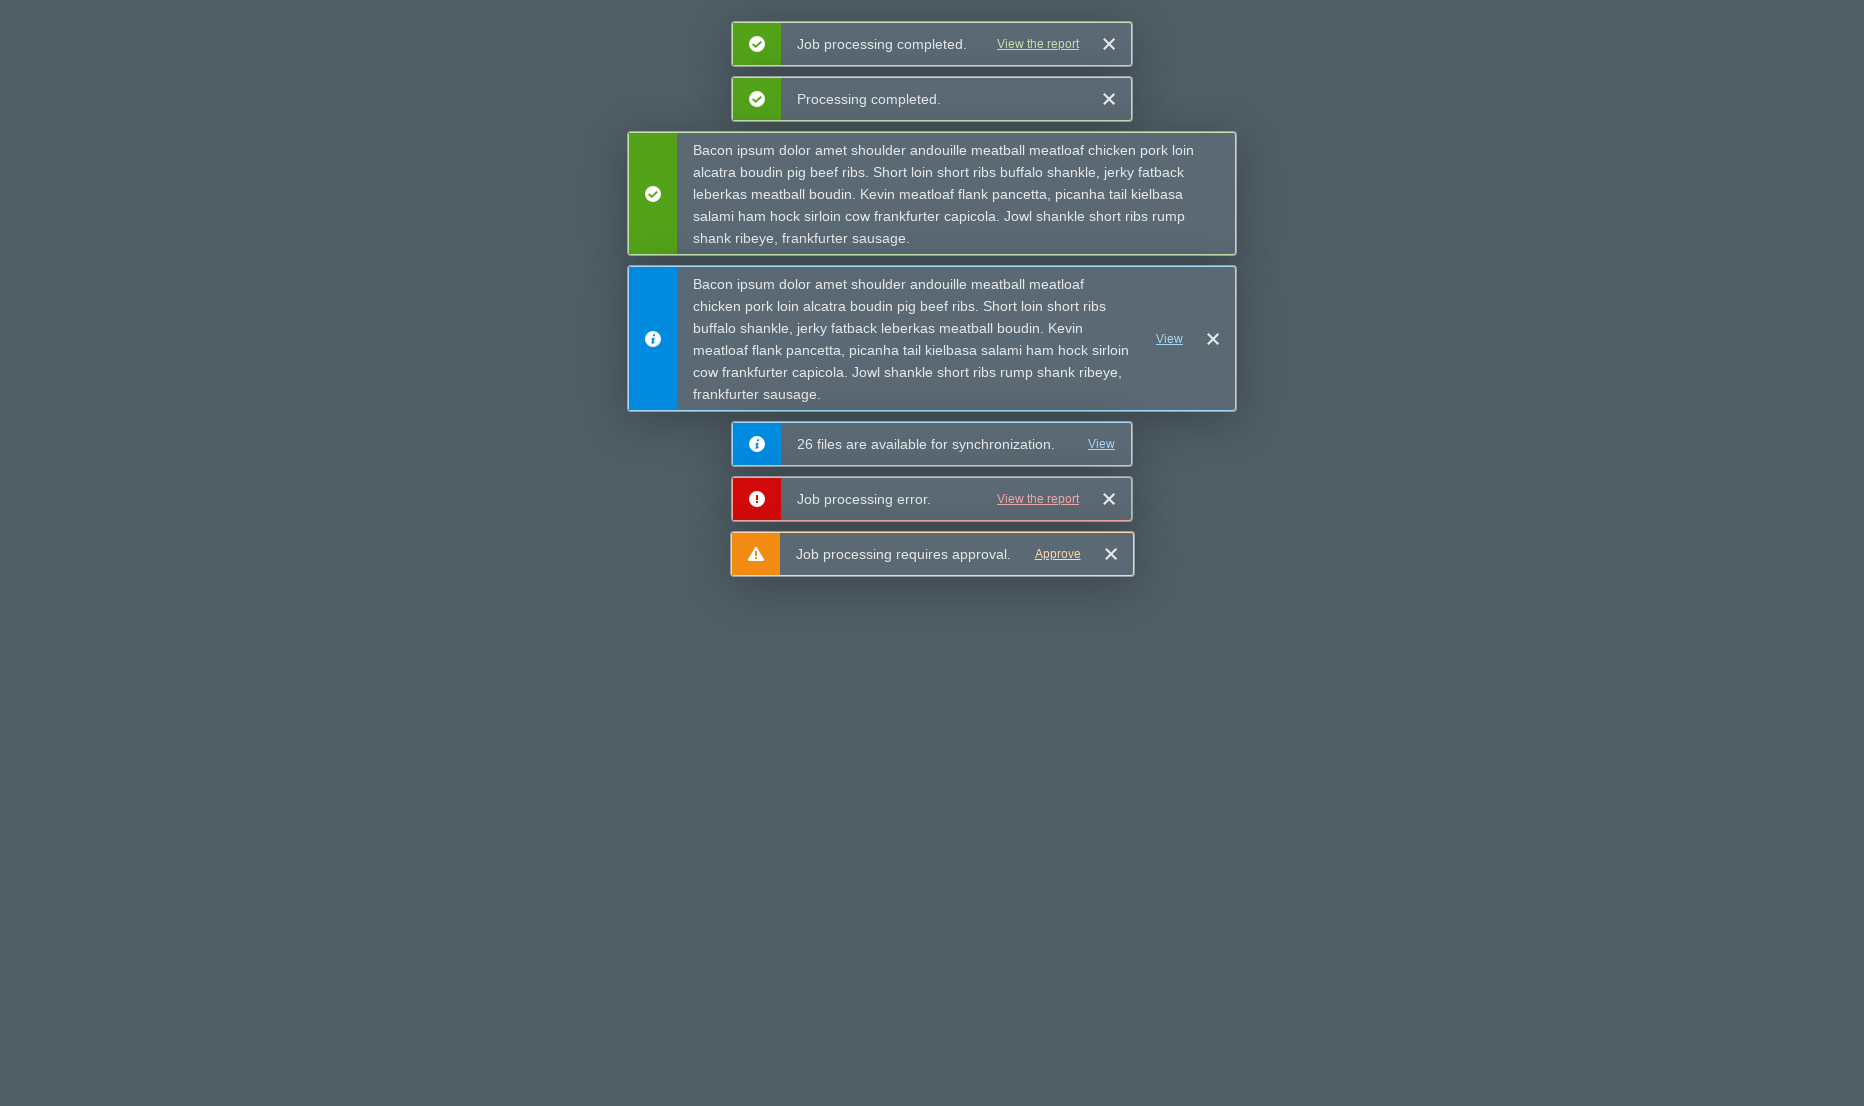 Job processing completed. View the report
Processing completed.
Bacon ipsum dolor amet shoulder andouille meatball meatloaf chicken pork loin
alcatra boudin pig beef ribs. Short loin short ribs buffalo shankle, jerky fatback
leberkas meatball boudin. Kevin meatloaf flank pancetta, picanha tail kielbasa
salami ham hock sirloin cow frankfurter capicola. Jowl shankle short ribs rump
shank ribeye, frankfurter sausage.
Bacon ipsum dolor amet shoulder andouille meatball meatloaf
chicken pork loin alcatra boudin pig beef ribs. Short loin short ribs
buffalo shankle, jerky fatback leberkas meatball boudin. Kevin
meatloaf flank pancetta, picanha tail kielbasa salami ham hock sirloin
cow frankfurter capicola. Jowl shankle short ribs rump shank ribeye,
frankfurter sausage.
View
26 files are available for synchronization. View
Job processing error. View the report
Job processing requires approval. Approve